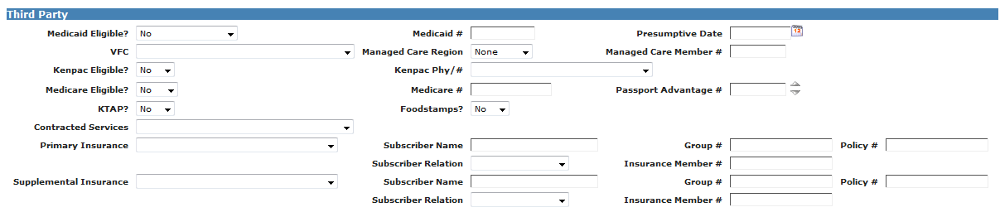 Third Party
Medicaid Eligible? No Medicaid # Presumptive Date 12
VFC Managed Care Region None Managed Care Member #
Kenpac Eligible? No Kenpac Phy/#
Medicare Eligible? No Medicare # Passport Advantage #
KTAP? No Foodstamps? No
Contracted Services
Primary Insurance Subscriber Name Group # Policy #
Subscriber Relation Insurance Member #
Supplemental Insurance Subscriber Name Group # Policy #
Subscriber Relation Insurance Member #